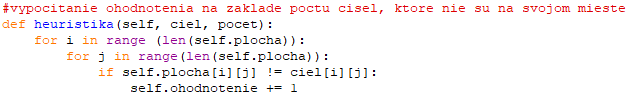 #vypocitanie ohodnotenia na zaklade poctu cisel, ktore nie su na svojom mieste
def heuristika(self, ciel, pocet):
    for i in range (len(self.plocha)):
        for j in range(len(self.plocha)):
            if self.plocha[i][j] != ciel[i][j]:
                self.ohodnotenie += 1